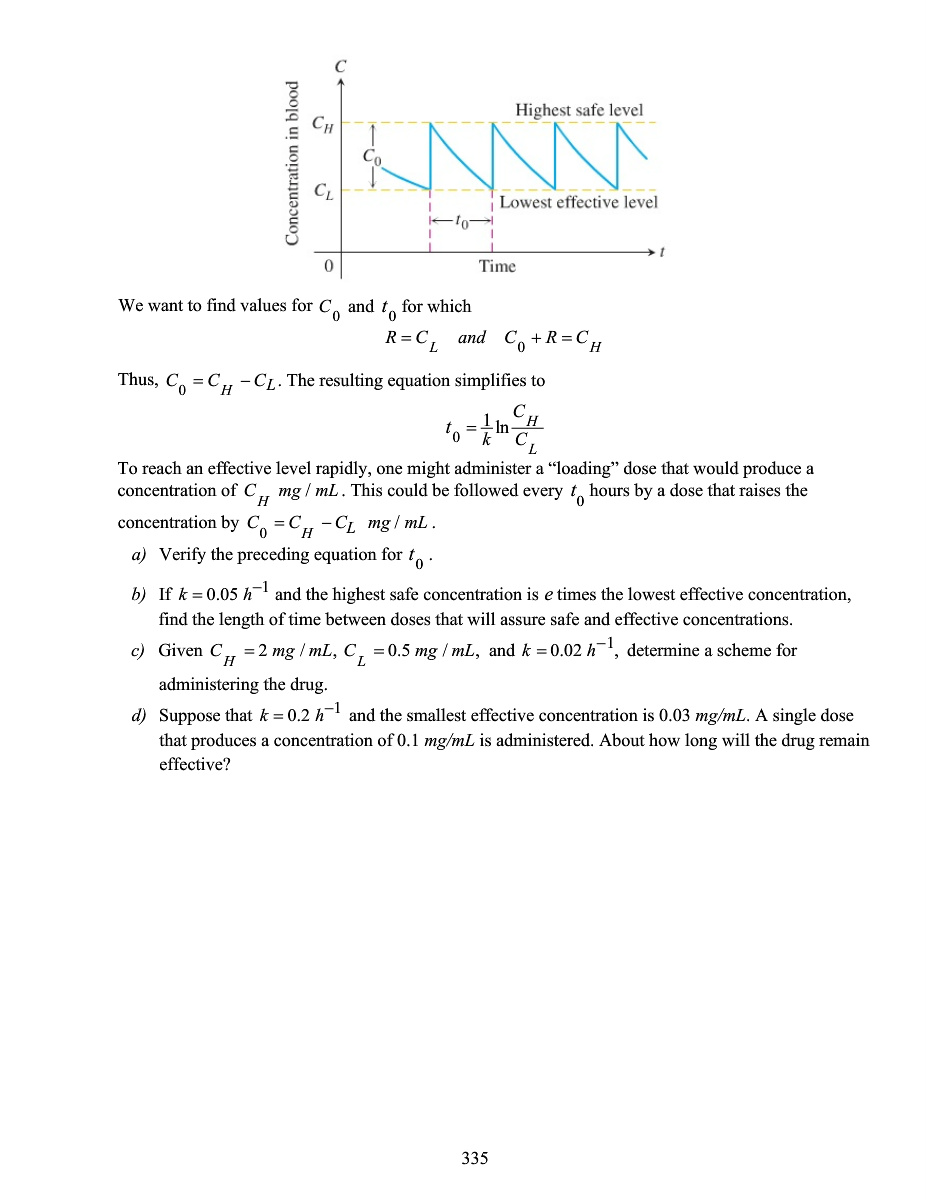 C
Concentration in blood
Highest safe level
C_H
C_0
C_L
Lowest effective level
t_0
t
0
Time
We want to find values for C_0 and t_0 for which
R = C_L and C_0 + R = C_H
Thus, C_0 = C_H − C_L. The resulting equation simplifies to
t_0 = 1/k ln C_H/C_L
To reach an effective level rapidly, one might administer a “loading” dose that would produce a
concentration of C_H mg / mL. This could be followed every t_0 hours by a dose that raises the
concentration by C_0 = C_H − C_L mg / mL.
a) Verify the preceding equation for t_0.
b) If k = 0.05 h^−1 and the highest safe concentration is e times the lowest effective concentration,
find the length of time between doses that will assure safe and effective concentrations.
c) Given C_H = 2 mg / mL, C_L = 0.5 mg / mL, and k = 0.02 h^−1, determine a scheme for
administering the drug.
d) Suppose that k = 0.2 h^−1 and the smallest effective concentration is 0.03 mg/mL. A single dose
that produces a concentration of 0.1 mg/mL is administered. About how long will the drug remain
effective?
335